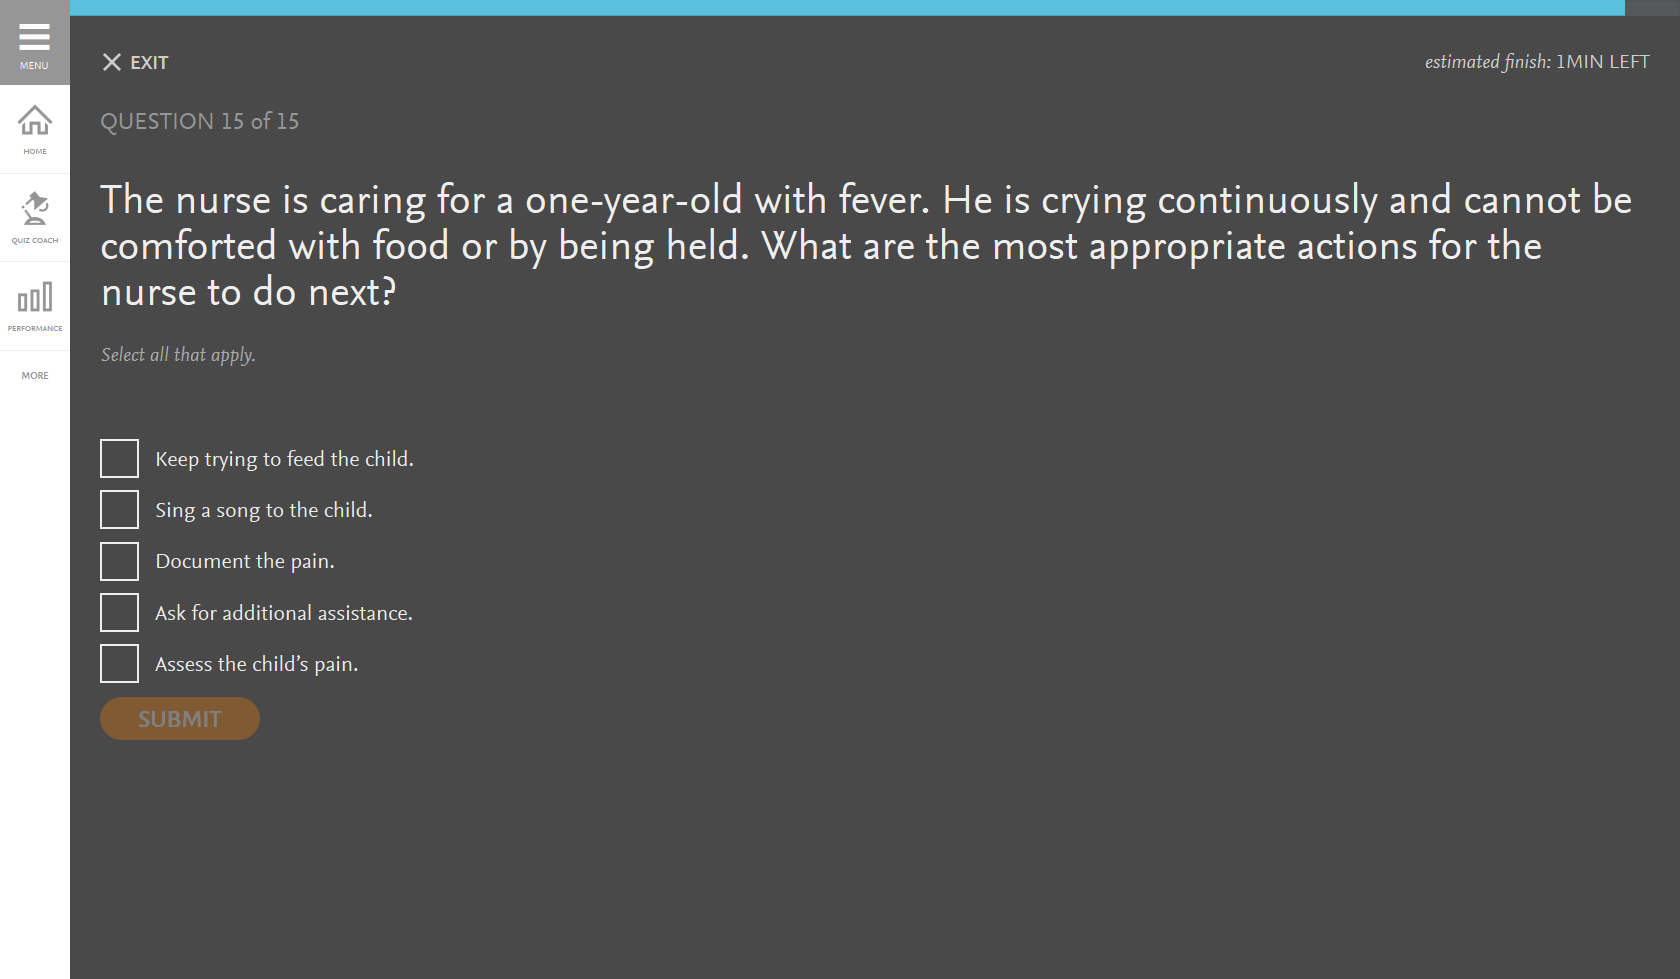 MENU
HOME
QUIZ COACH
PERFORMANCE
MORE
EXIT
estimated finish: 1MIN LEFT
QUESTION 15 of 15
The nurse is caring for a one-year-old with fever. He is crying continuously and cannot be
comforted with food or by being held. What are the most appropriate actions for the
nurse to do next?
Select all that apply.
Keep trying to feed the child.
Sing a song to the child.
Document the pain.
Ask for additional assistance.
Assess the child’s pain.
SUBMIT